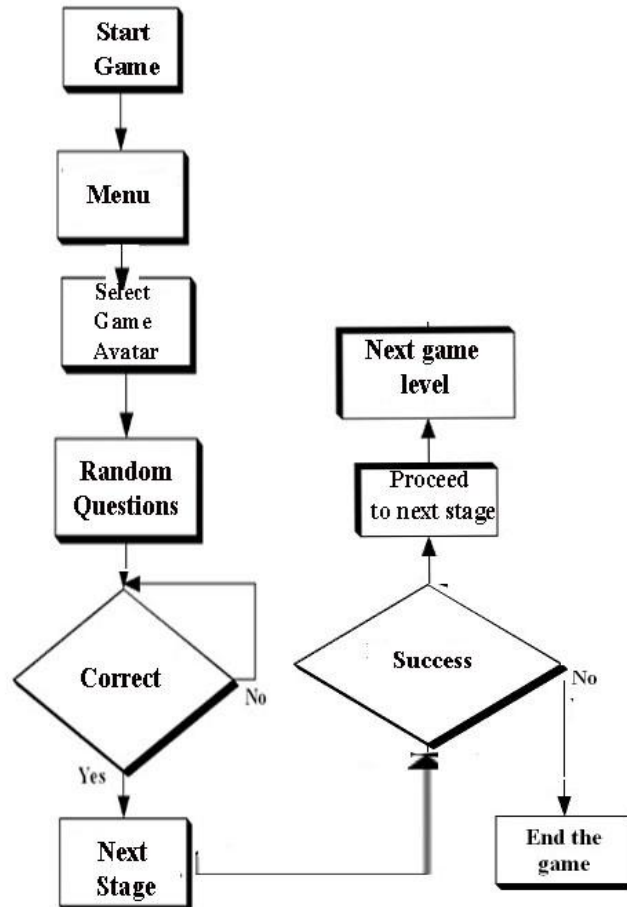 Start
Game
Menu
Select
Game
Avatar
Random
Questions
Correct
No
Yes
Next
Stage
Next game
level
Proceed
to next stage
Success
No
End the
game